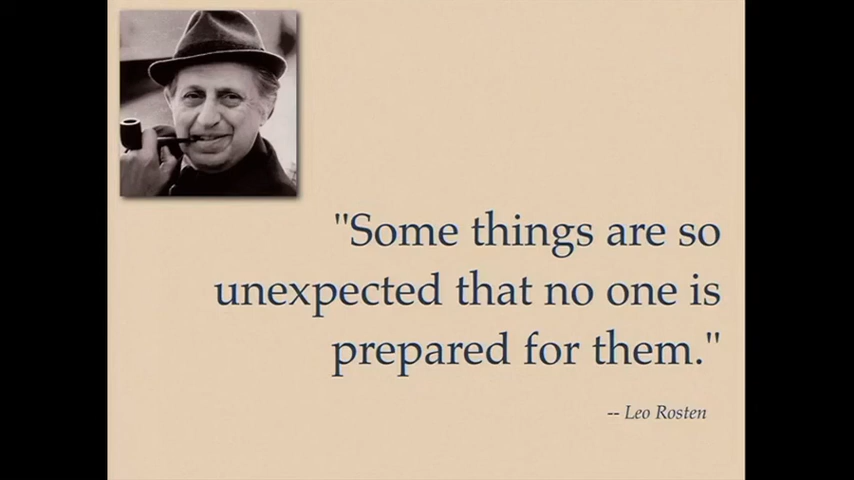 "Some things are so
unexpected that no one is
prepared for them."
-- Leo Rosten